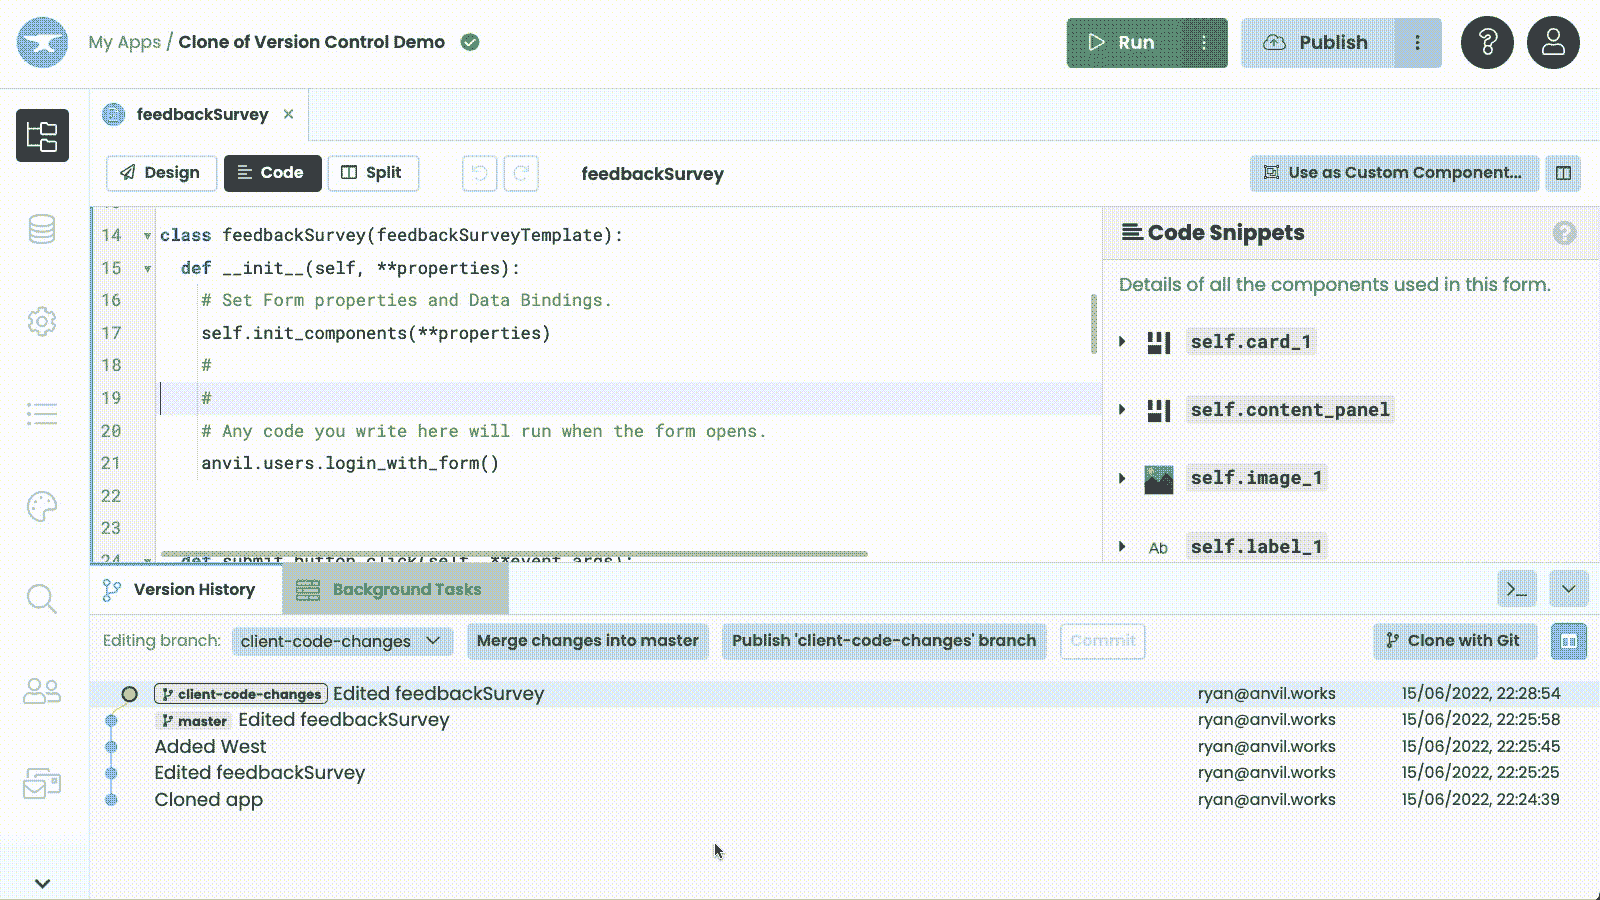 My Apps / Clone of Version Control Demo
Run
Publish
feedbackSurvey
Design
Code
Split
feedbackSurvey
Use as Custom Component...
14 class feedbackSurvey(feedbackSurveyTemplate):
15 def __init__(self, **properties):
16 # Set Form properties and Data Bindings.
17 self.init_components(**properties)
18 #
19 #
20 # Any code you write here will run when the form opens.
21 anvil.users.login_with_form()
22
23
24 def submit_button_click(self, **event_args):
Code Snippets
?
Details of all the components used in this form.
self.card_1
self.content_panel
self.image_1
Ab self.label_1
Version History
Background Tasks
>_
Editing branch: client-code-changes
Merge changes into master
Publish 'client-code-changes' branch
Commit
Clone with Git
client-code-changes Edited feedbackSurvey ryan@anvil.works 15/06/2022, 22:28:54
master Edited feedbackSurvey ryan@anvil.works 15/06/2022, 22:25:58
Added West ryan@anvil.works 15/06/2022, 22:25:45
Edited feedbackSurvey ryan@anvil.works 15/06/2022, 22:25:25
Cloned app ryan@anvil.works 15/06/2022, 22:24:39